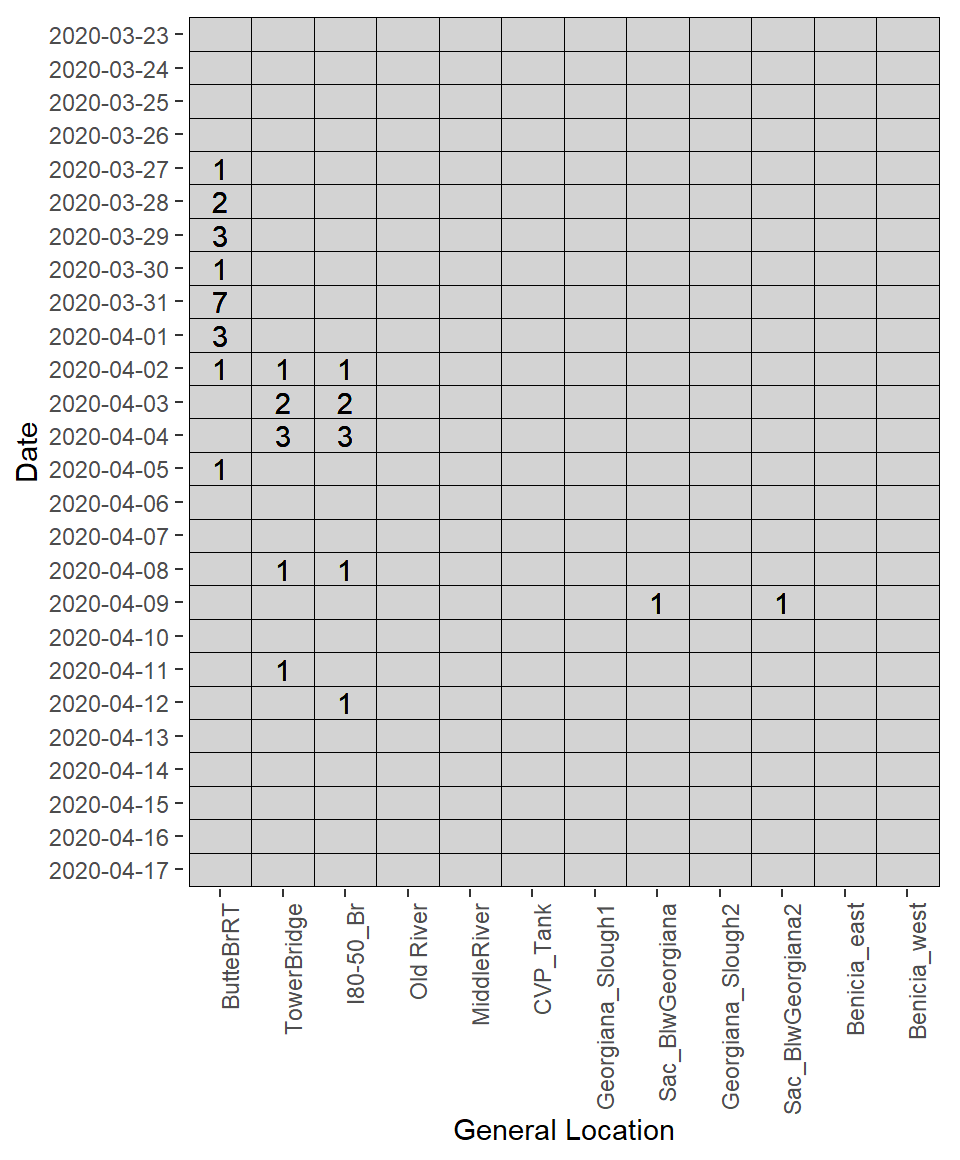 2020-03-23
2020-03-24
2020-03-25
2020-03-26
2020-03-27 1
2020-03-28 2
2020-03-29 3
2020-03-30 1
2020-03-31 7
2020-04-01 3
2020-04-02 1 1 1
2020-04-03 2 2
2020-04-04 3 3
2020-04-05 1
2020-04-06
2020-04-07
2020-04-08 1 1
2020-04-09 1 1
2020-04-10
2020-04-11 1
2020-04-12 1
2020-04-13
2020-04-14
2020-04-15
2020-04-16
2020-04-17
Date
ButteBrRT
TowerBridge
I80-50_Br
Old River
MiddleRiver
CVP_Tank
Georgiana_Slough1
Sac_BlwGeorgiana
Georgiana_Slough2
Sac_BlwGeorgiana2
Benicia_east
Benicia_west
General Location